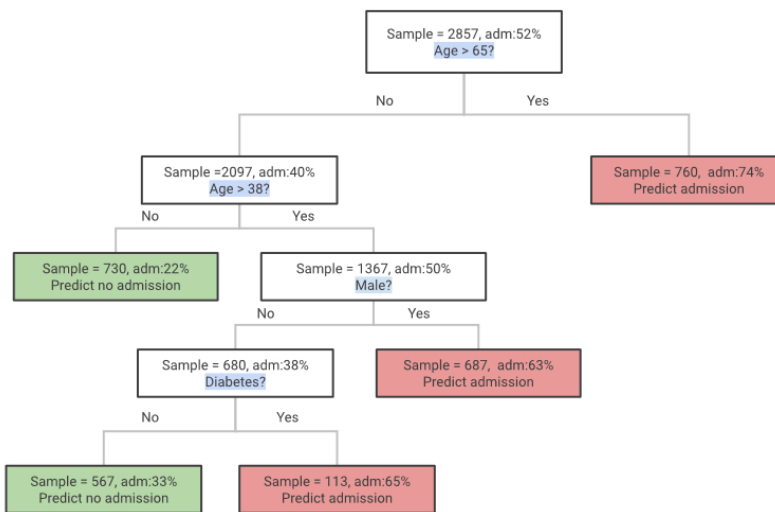 Sample = 2857, adm:52%
Age > 65?
No
Yes
Sample =2097, adm:40%
Age > 38?
Sample = 760, adm:74%
Predict admission
No
Yes
Sample = 730, adm:22%
Predict no admission
Sample = 1367, adm:50%
Male?
No
Yes
Sample = 680, adm:38%
Diabetes?
Sample = 687, adm:63%
Predict admission
No
Yes
Sample = 567, adm:33%
Predict no admission
Sample = 113, adm:65%
Predict admission